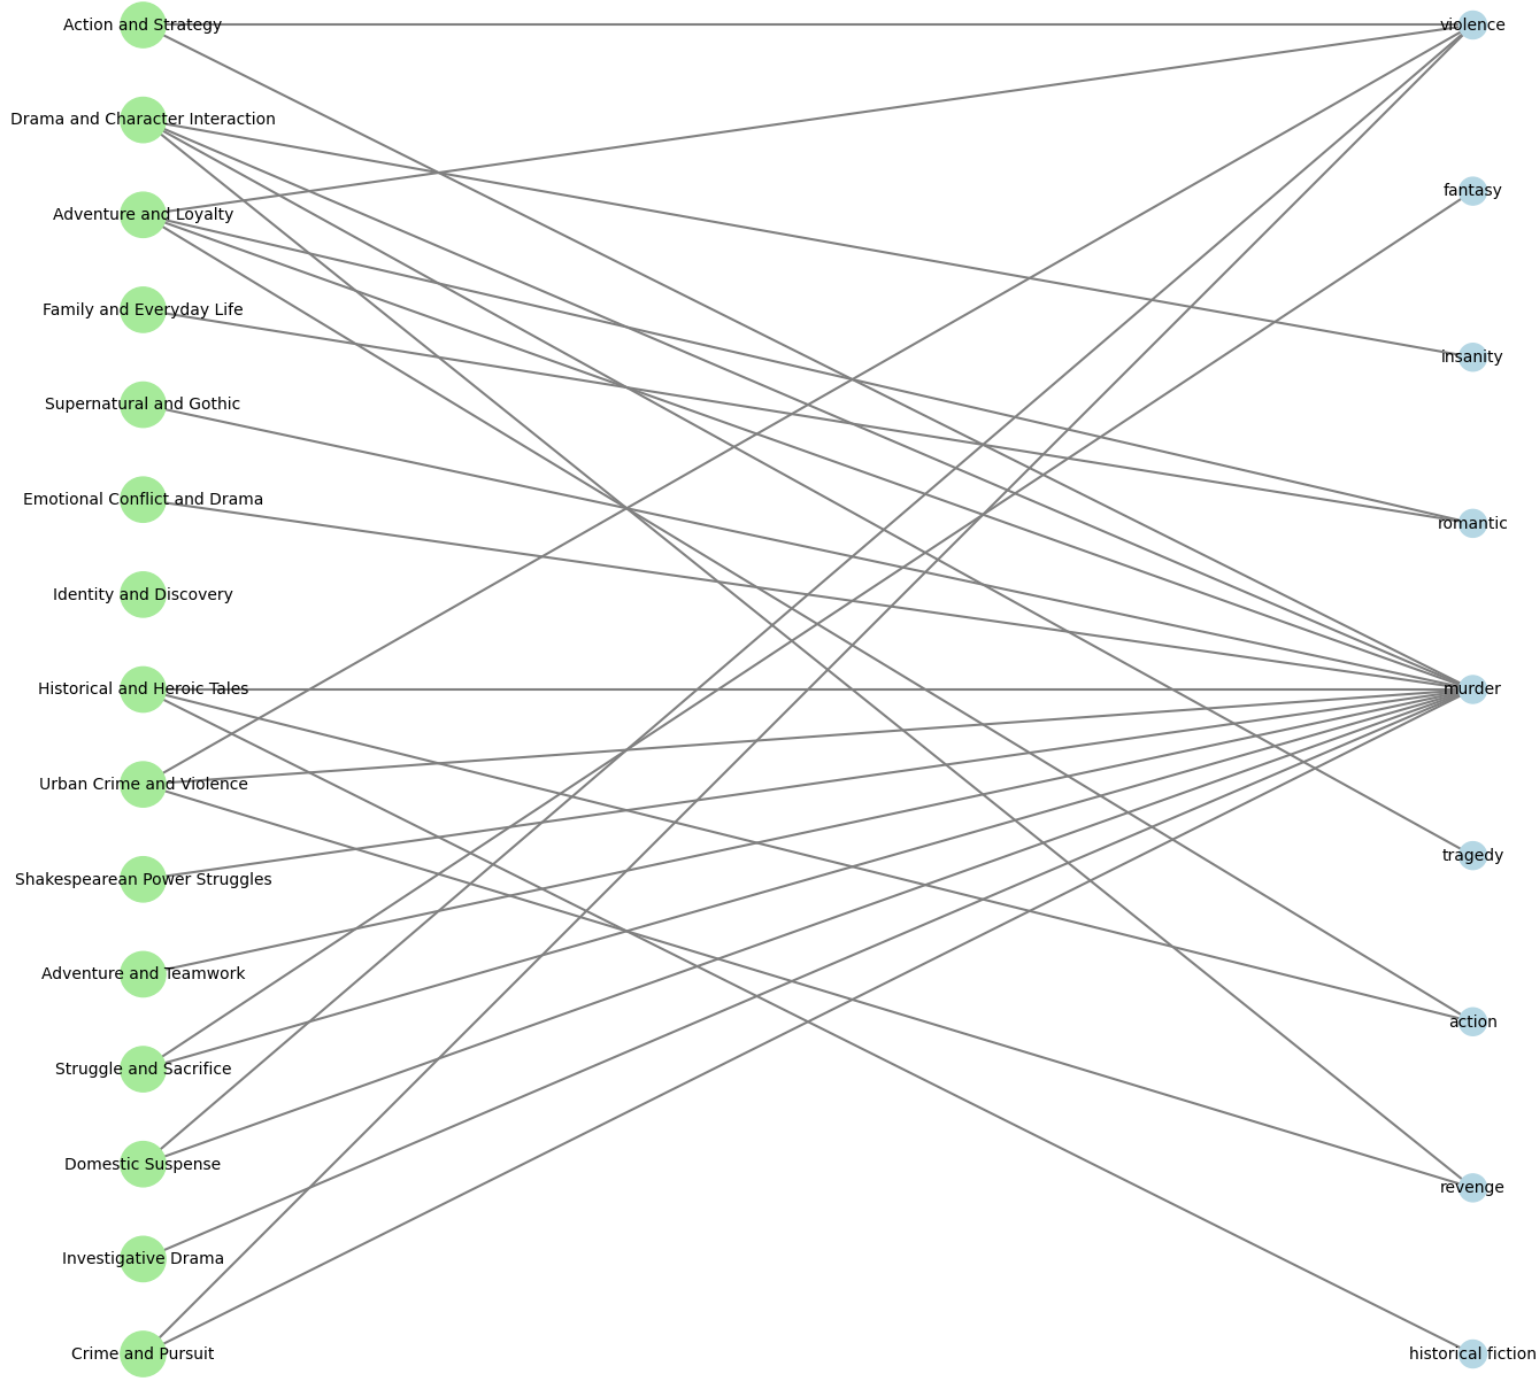 Action and Strategy
Drama and Character Interaction
Adventure and Loyalty
Family and Everyday Life
Supernatural and Gothic
Emotional Conflict and Drama
Identity and Discovery
Historical and Heroic Tales
Urban Crime and Violence
Shakespearean Power Struggles
Adventure and Teamwork
Struggle and Sacrifice
Domestic Suspense
Investigative Drama
Crime and Pursuit
violence
fantasy
insanity
romantic
murder
tragedy
action
revenge
historical fiction